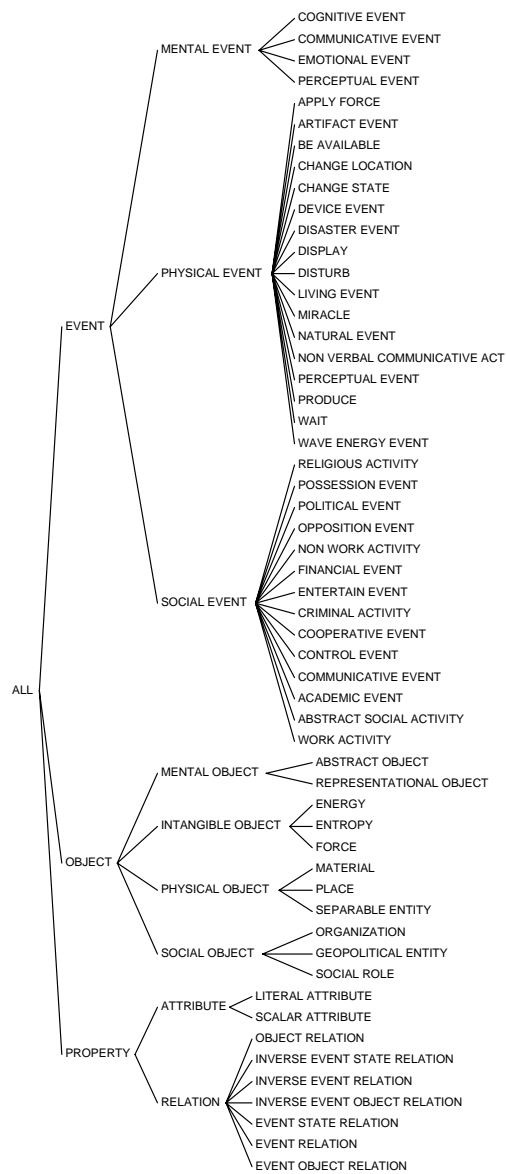 COGNITIVE EVENT
COMMUNICATIVE EVENT
MENTAL EVENT
EMOTIONAL EVENT
PERCEPTUAL EVENT
APPLY FORCE
ARTIFACT EVENT
BE AVAILABLE
CHANGE LOCATION
CHANGE STATE
DEVICE EVENT
DISASTER EVENT
DISPLAY
PHYSICAL EVENT
DISTURB
LIVING EVENT
MIRACLE
EVENT
NATURAL EVENT
NON VERBAL COMMUNICATIVE ACT
PERCEPTUAL EVENT
PRODUCE
WAIT
WAVE ENERGY EVENT
RELIGIOUS ACTIVITY
POSSESSION EVENT
POLITICAL EVENT
OPPOSITION EVENT
NON WORK ACTIVITY
FINANCIAL EVENT
ENTERTAIN EVENT
SOCIAL EVENT
CRIMINAL ACTIVITY
COOPERATIVE EVENT
CONTROL EVENT
COMMUNICATIVE EVENT
ALL
ACADEMIC EVENT
ABSTRACT SOCIAL ACTIVITY
WORK ACTIVITY
ABSTRACT OBJECT
MENTAL OBJECT
REPRESENTATIONAL OBJECT
ENERGY
INTANGIBLE OBJECT
ENTROPY
FORCE
OBJECT
MATERIAL
PHYSICAL OBJECT
PLACE
SEPARABLE ENTITY
ORGANIZATION
SOCIAL OBJECT
GEOPOLITICAL ENTITY
SOCIAL ROLE
LITERAL ATTRIBUTE
ATTRIBUTE
SCALAR ATTRIBUTE
OBJECT RELATION
PROPERTY
INVERSE EVENT STATE RELATION
INVERSE EVENT RELATION
RELATION
INVERSE EVENT OBJECT RELATION
EVENT STATE RELATION
EVENT RELATION
EVENT OBJECT RELATION